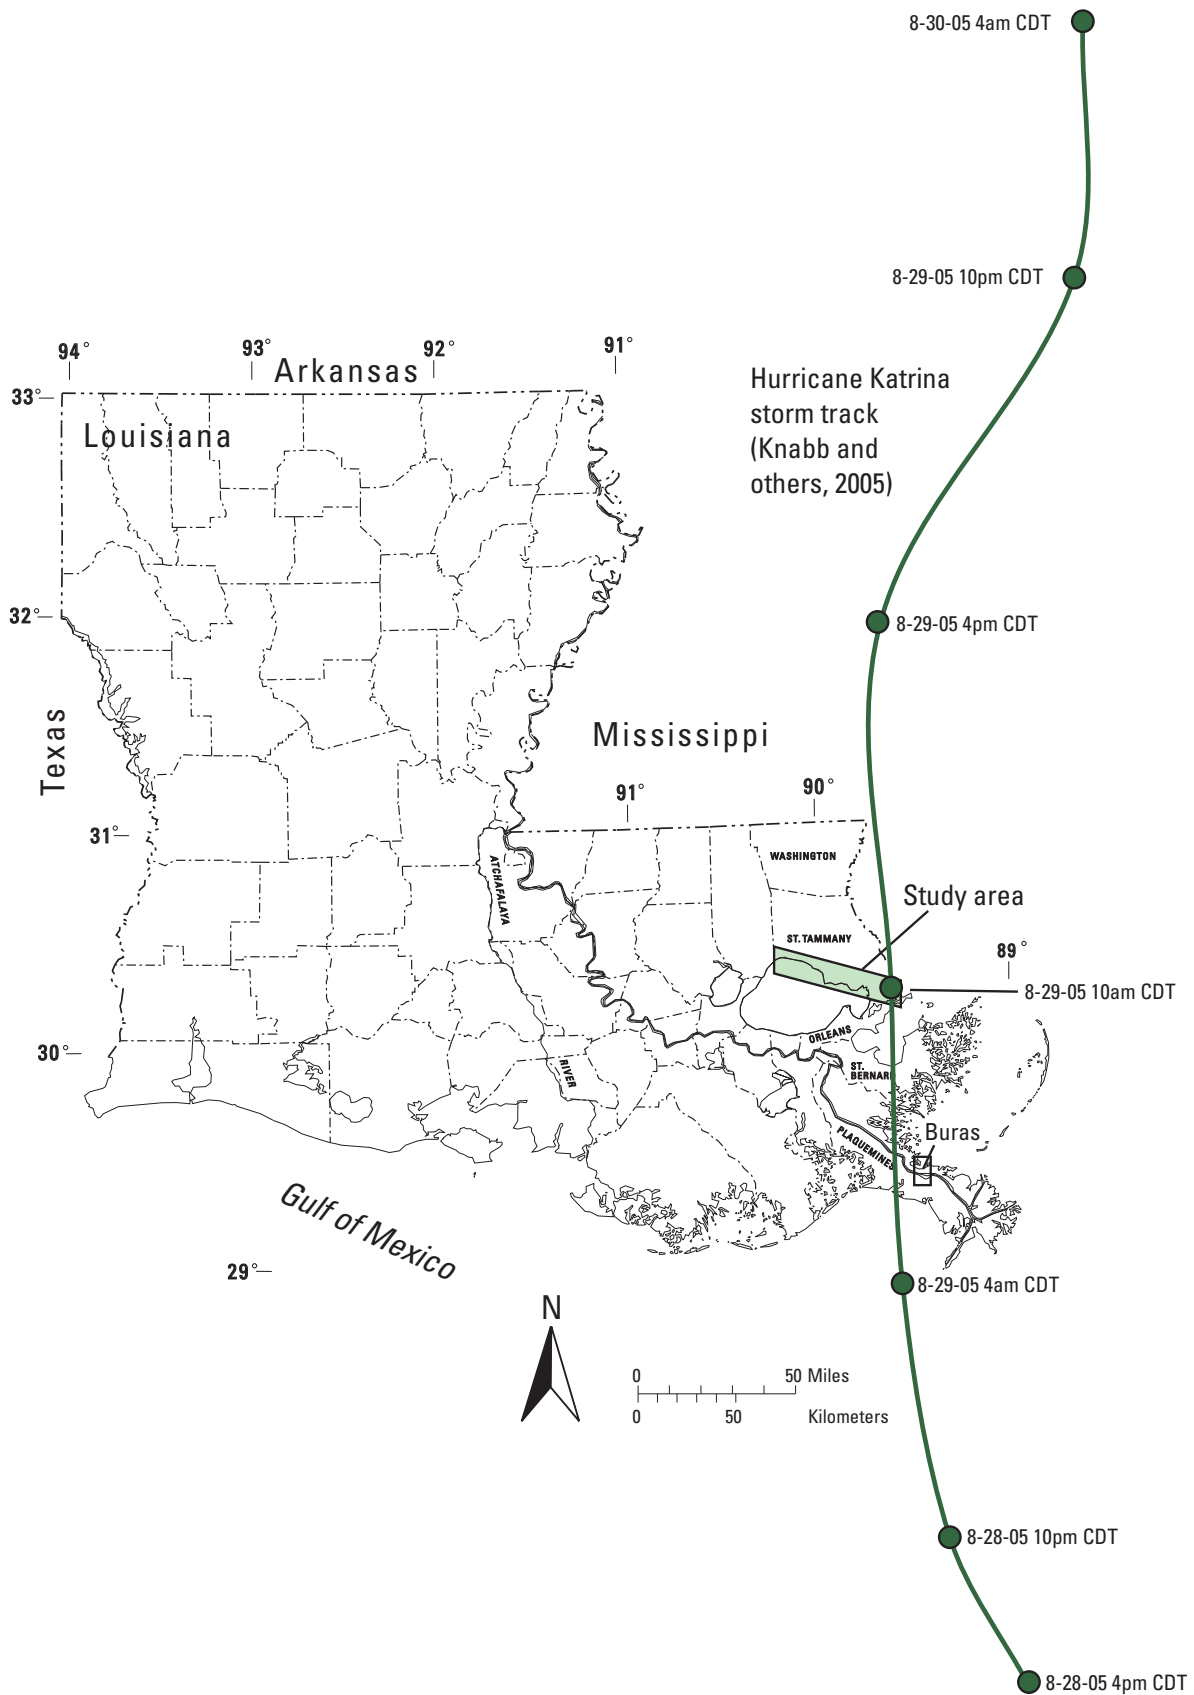 8-30-05 4am CDT
8-29-05 10pm CDT
94°
93°
92°
91°
Arkansas
33°
Hurricane Katrina
storm track
(Knabb and
others, 2005)
Louisiana
32°
8-29-05 4pm CDT
Texas
Mississippi
91°
90°
31°
WASHINGTON
ATCHAFALAYA
Study area
ST. TAMMANY
89°
8-29-05 10am CDT
30°
ORLEANS
RIVER
ST.
BERNARD
Buras
PLAQUEMINES
Gulf of Mexico
29°
8-29-05 4am CDT
N
0 50 Miles
0 50 Kilometers
8-28-05 10pm CDT
8-28-05 4pm CDT